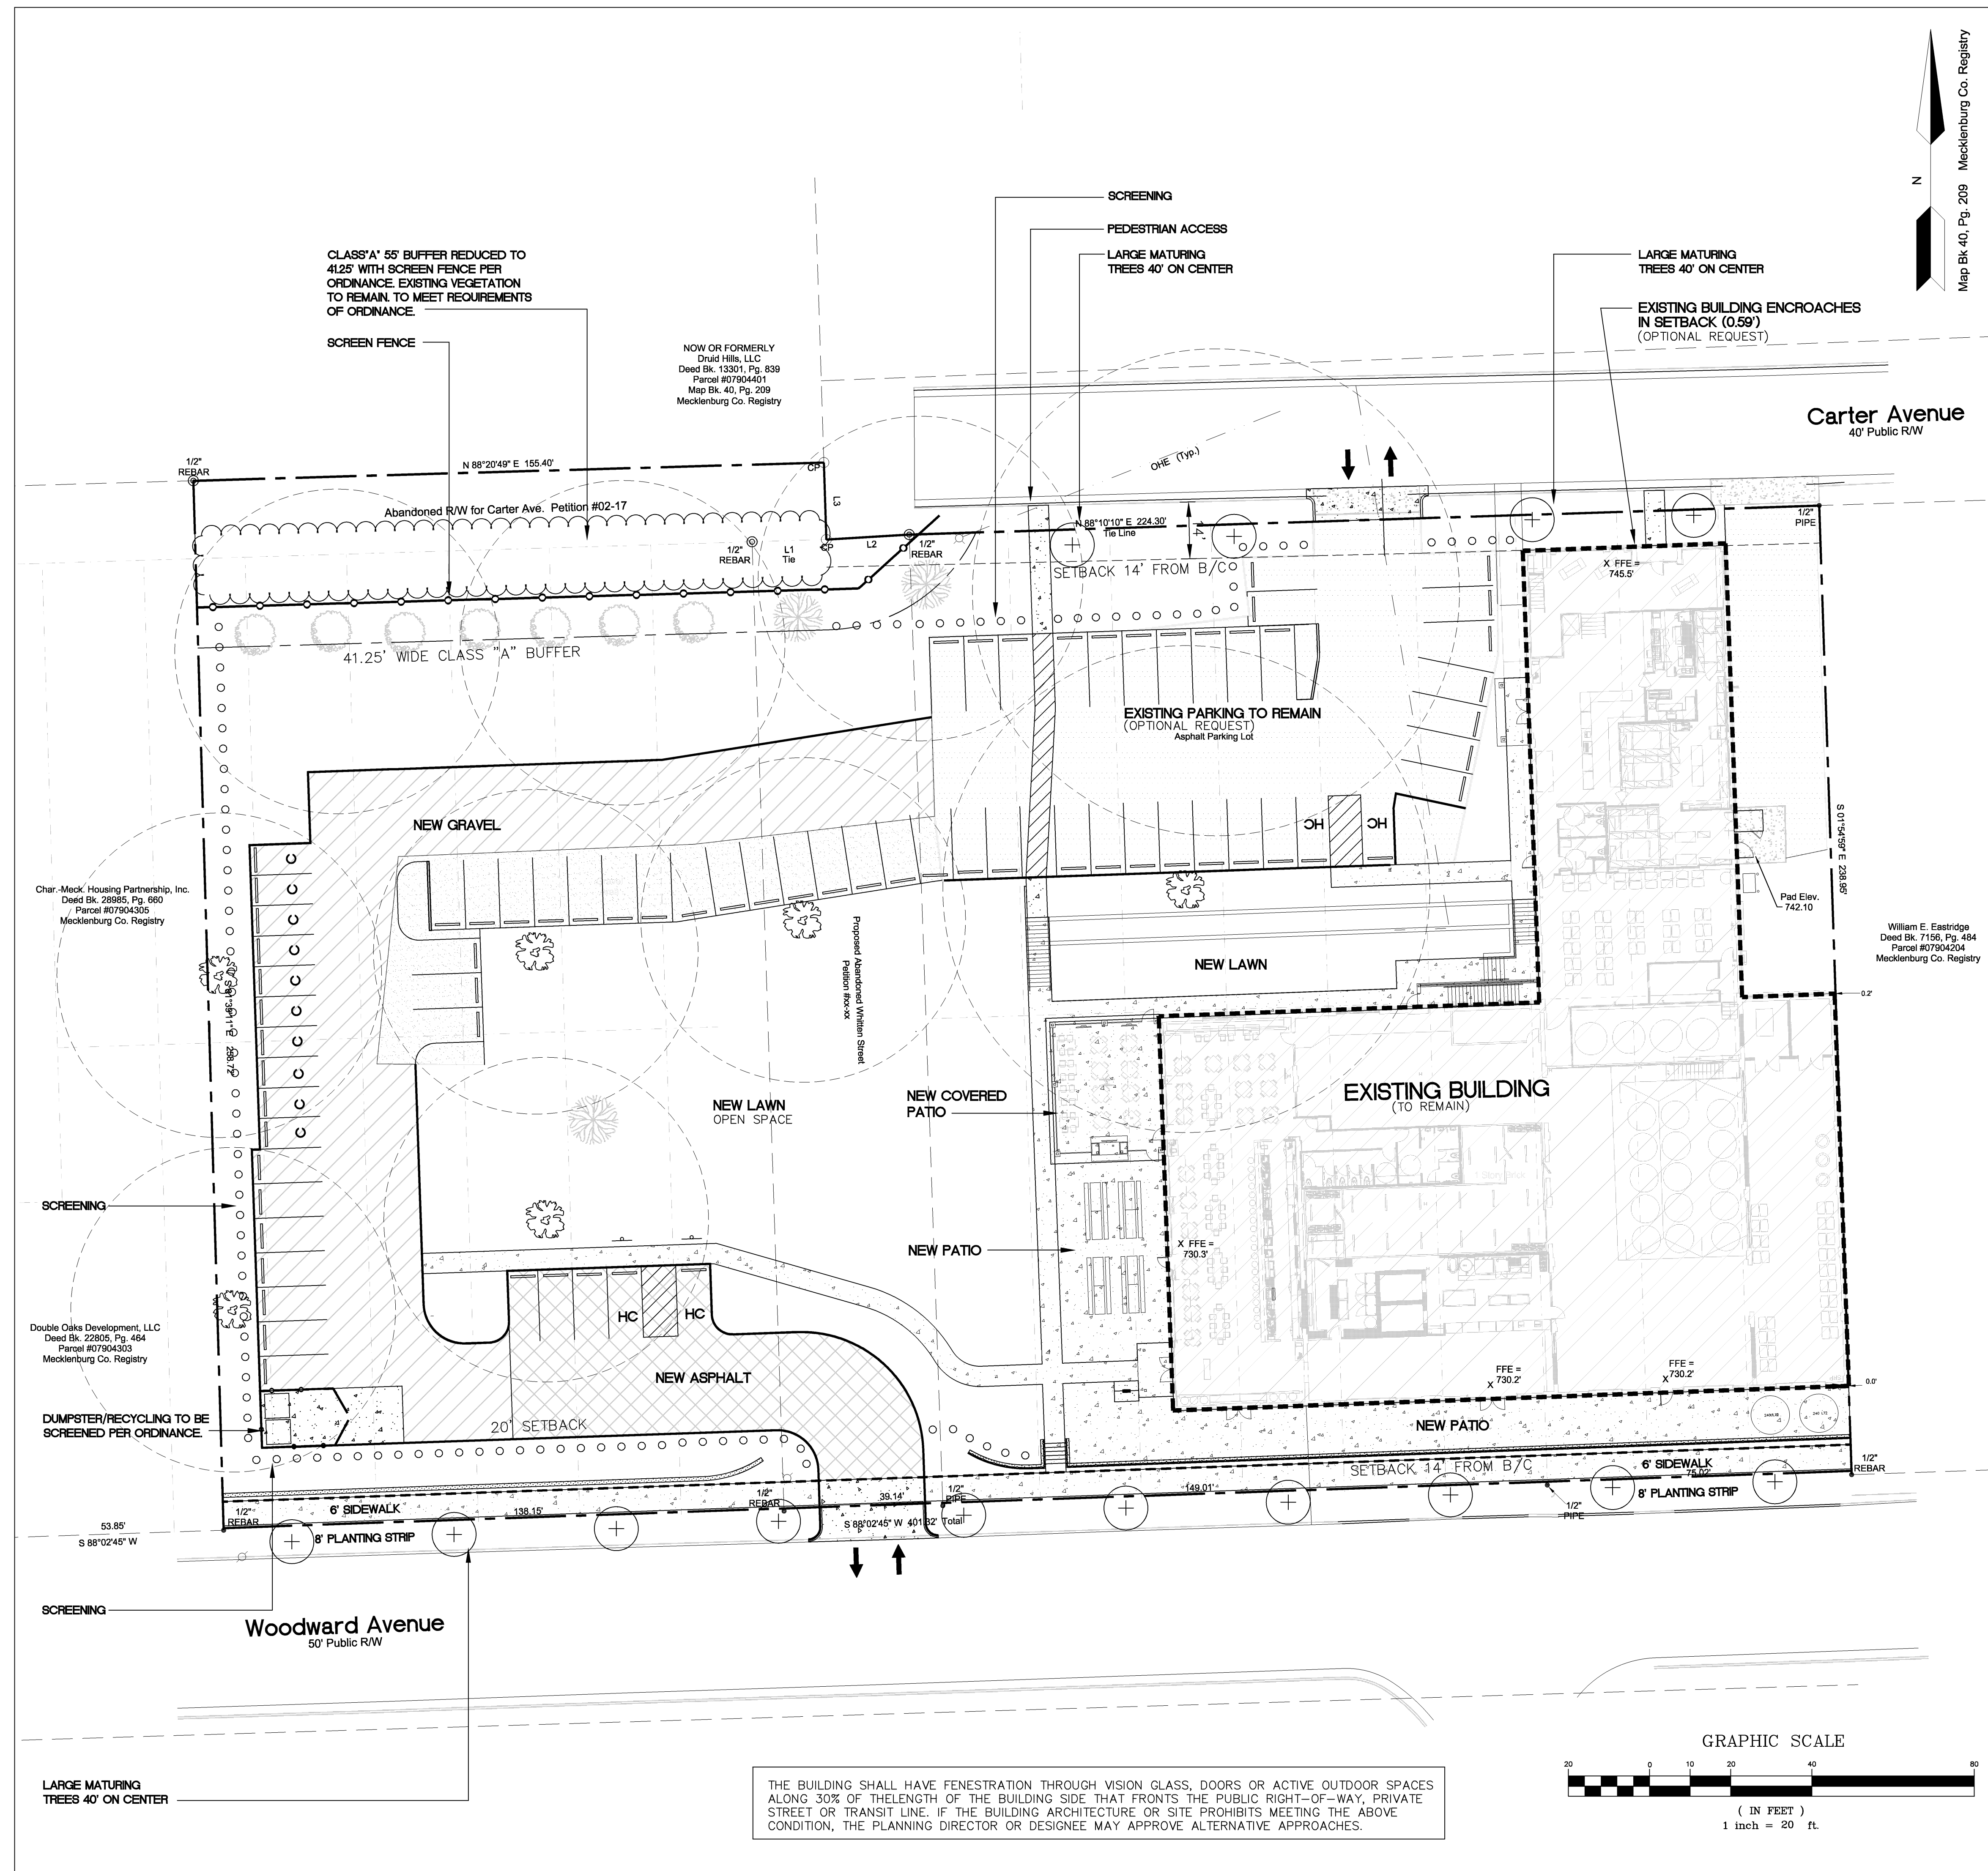 Map Bk 40, Pg. 209 Mecklenburg Co. Registry
N
SCREENING
PEDESTRIAN ACCESS
LARGE MATURING
TREES 40' ON CENTER
LARGE MATURING
TREES 40' ON CENTER
EXISTING BUILDING ENCROACHES
IN SETBACK (0.59')
(OPTIONAL REQUEST)
CLASS"A" 55' BUFFER REDUCED TO
41.25' WITH SCREEN FENCE PER
ORDINANCE. EXISTING VEGETATION
TO REMAIN. TO MEET REQUIREMENTS
OF ORDINANCE.
SCREEN FENCE
NOW OR FORMERLY
Druid Hills, LLC
Deed Bk. 13301, Pg. 839
Parcel #07904401
Map Bk. 40, Pg. 209
Mecklenburg Co. Registry
Carter Avenue
40' Public R/W
1/2"
REBAR
N 88°20'49" E 155.40'
CP
L3
OHE (Typ.)
Abandoned R/W for Carter Ave. Petition #02-17
1/2"
REBAR
L1
Tie
CP
L2
1/2"
REBAR
N 88°10'10" E 224.30'
Tie Line
14'
1/2"
PIPE
SETBACK 14' FROM B/C
X FFE =
745.5'
41.25' WIDE CLASS "A" BUFFER
EXISTING PARKING TO REMAIN
(OPTIONAL REQUEST)
Asphalt Parking Lot
NEW GRAVEL
HC
HC
S 01°54'59" E 238.95'
C
C
C
C
C
C
C
C
C
C
Char.-Meck. Housing Partnership, Inc.
Deed Bk. 28985, Pg. 660
Parcel #07904305
Mecklenburg Co. Registry
Pad Elev.
742.10
William E. Eastridge
Deed Bk. 7156, Pg. 484
Parcel #07904204
Mecklenburg Co. Registry
Proposed Abandoned Whitten Street
Petition #xx-xx
NEW LAWN
0.2'
NEW LAWN
OPEN SPACE
NEW COVERED
PATIO
EXISTING BUILDING
(TO REMAIN)
SCREENING
NEW PATIO
X FFE =
730.3'
Double Oaks Development, LLC
Deed Bk. 22805, Pg. 464
Parcel #07904303
Mecklenburg Co. Registry
HC
HC
NEW ASPHALT
FFE =
X 730.2'
FFE =
X 730.2'
0.0'
DUMPSTER/RECYCLING TO BE
SCREENED PER ORDINANCE.
20' SETBACK
NEW PATIO
SETBACK 14' FROM B/C
6' SIDEWALK
75.02'
1/2"
REBAR
8' PLANTING STRIP
1/2"
PIPE
149.01'
1/2"
REBAR
6' SIDEWALK
138.15'
1/2"
REBAR
39.14'
1/2"
PIPE
S 88°02'45" W 401.32' Total
8' PLANTING STRIP
53.85'
S 88°02'45" W
SCREENING
Woodward Avenue
50' Public R/W
LARGE MATURING
TREES 40' ON CENTER
THE BUILDING SHALL HAVE FENESTRATION THROUGH VISION GLASS, DOORS OR ACTIVE OUTDOOR SPACES
ALONG 30% OF THELENGTH OF THE BUILDING SIDE THAT FRONTS THE PUBLIC RIGHT-OF-WAY, PRIVATE
STREET OR TRANSIT LINE. IF THE BUILDING ARCHITECTURE OR SITE PROHIBITS MEETING THE ABOVE
CONDITION, THE PLANNING DIRECTOR OR DESIGNEE MAY APPROVE ALTERNATIVE APPROACHES.
GRAPHIC SCALE
20 0 10 20 40 80
( IN FEET )
1 inch = 20 ft.